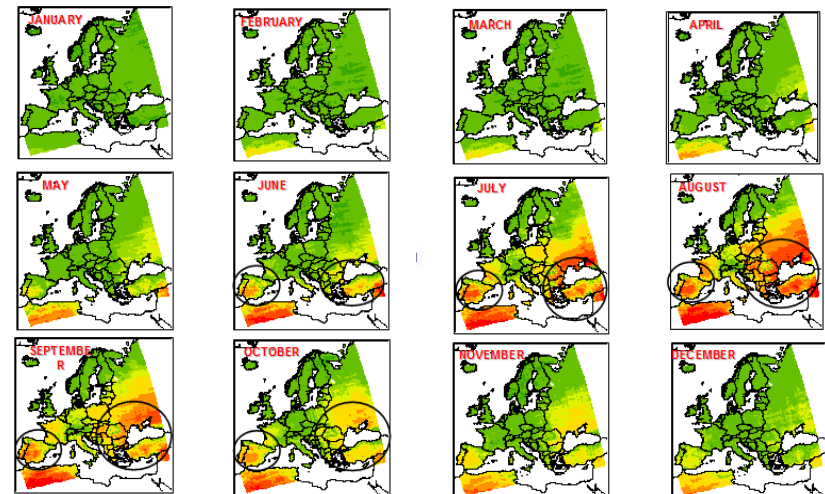 JANUARY
FEBRUARY
MARCH
APRIL
MAY
JUNE
JULY
AUGUST
SEPTEMBE
R
OCTOBER
NOVEMBER
DECEMBER